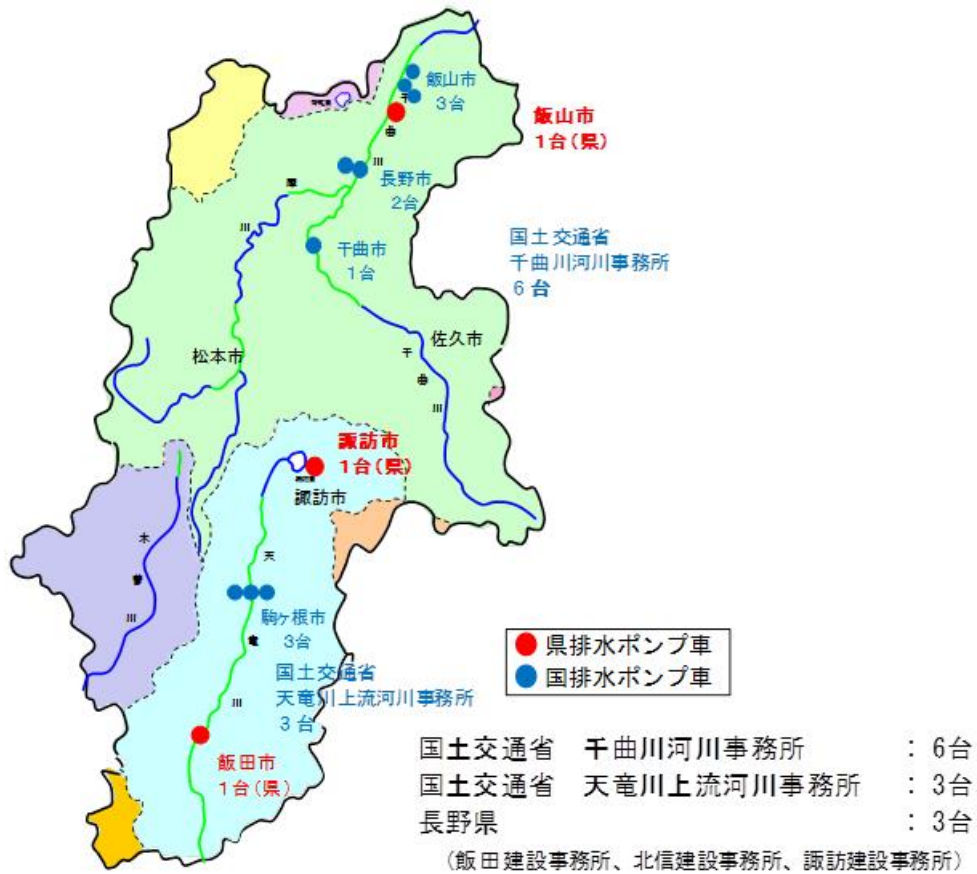 飯山市
3台
千
曲
川
飯山市
1台(県)
長野市
2台
犀
川
千曲市
1台
国土交通省
千曲川河川事務所
6台
佐久市
松本市
千
曲
川
諏訪市
1台(県)
諏訪市
天
竜
川
木
曽
川
駒ヶ根市
3台
国土交通省
天竜川上流河川事務所
3台
飯田市
1台(県)
県排水ポンプ車
国排水ポンプ車
国土交通省 千曲川河川事務所 : 6台
国土交通省 天竜川上流河川事務所 : 3台
長野県 : 3台
(飯田建設事務所、北信建設事務所、諏訪建設事務所)